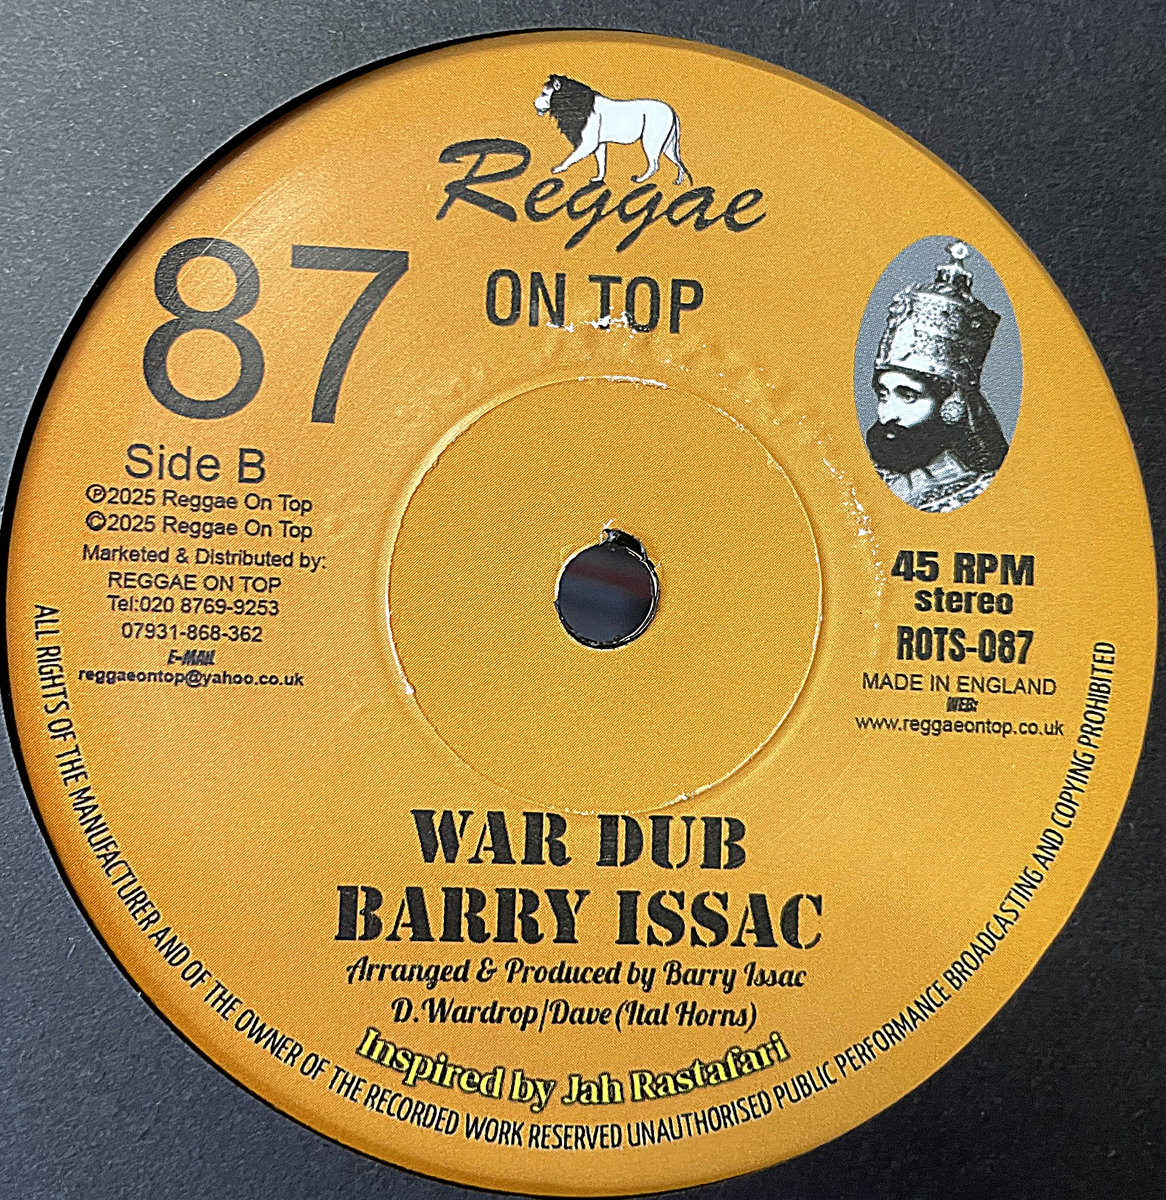 Reggae
ON TOP
87
Side B
℗2025 Reggae On Top
©2025 Reggae On Top
Marketed & Distributed by:
REGGAE ON TOP
Tel:020 8769-9253
07931-868-362
E-MAIL
reggaeontop@yahoo.co.uk
45 RPM
stereo
ROTS-087
MADE IN ENGLAND
WEB:
www.reggaeontop.co.uk
WAR DUB
BARRY ISSAC
Arranged & Produced by Barry Issac
D.Wardrop/Dave (Ital Horns)
Inspired by Jah Rastafari
ALL RIGHTS OF THE MANUFACTURER AND OF THE OWNER OF THE RECORDED WORK RESERVED UNAUTHORISED PUBLIC PERFORMANCE BROADCASTING AND COPYING PROHIBITED